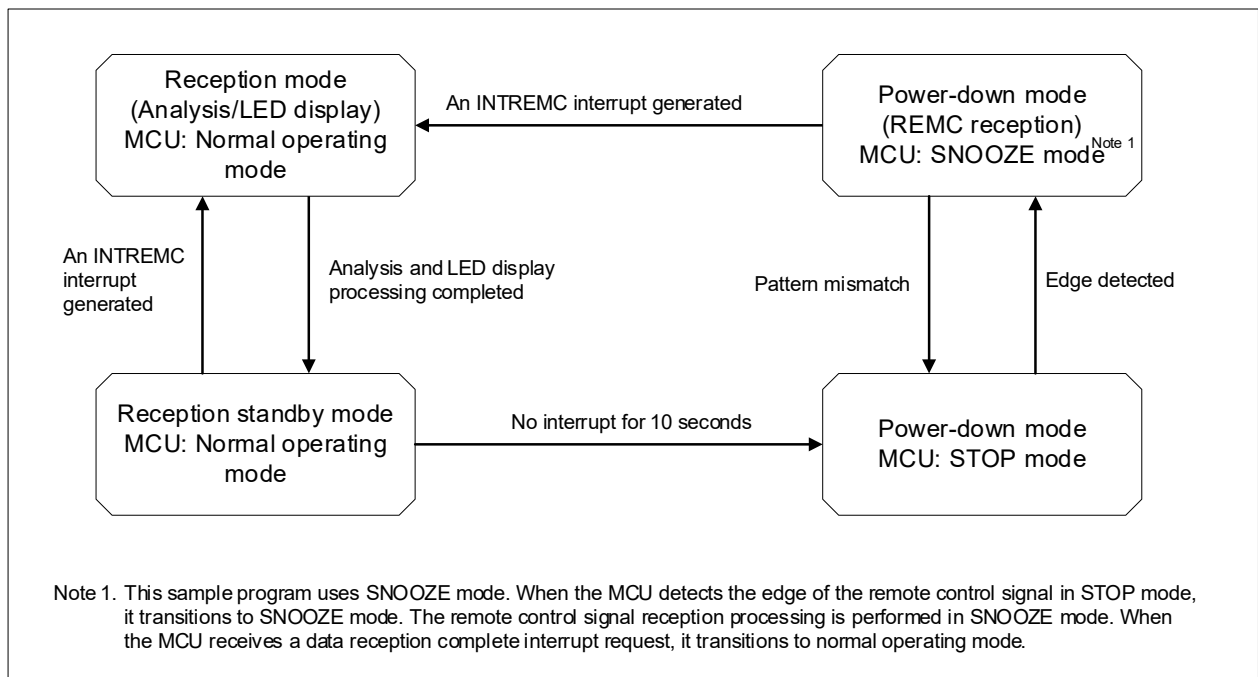 Reception mode
(Analysis/LED display)
MCU: Normal operating
mode
An INTREMC interrupt generated
Power-down mode
(REMC reception)
MCU: SNOOZE mode Note 1
An INTREMC
interrupt
generated
Analysis and LED display
processing completed
Pattern mismatch
Edge detected
Reception standby mode
MCU: Normal operating
mode
No interrupt for 10 seconds
Power-down mode
MCU: STOP mode
Note 1. This sample program uses SNOOZE mode. When the MCU detects the edge of the remote control signal in STOP mode,
it transitions to SNOOZE mode. The remote control signal reception processing is performed in SNOOZE mode. When
the MCU receives a data reception complete interrupt request, it transitions to normal operating mode.